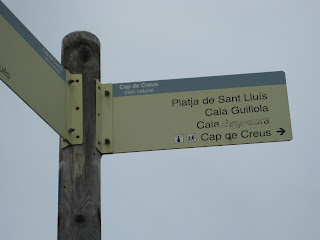 Cap de Creus
parc natural
Platja de Sant Lluís
Cala Guillola
Cala
Cap de Creus